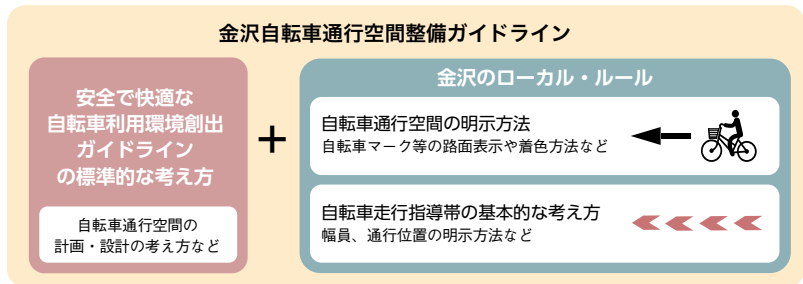 金沢自転車通行空間整備ガイドライン
安全で快適な
自転車利用環境創出
ガイドライン
の標準的な考え方
自転車通行空間の
計画・設計の考え方など
+
金沢のローカル・ルール
自転車通行空間の明示方法
自転車マーク等の路面表示や着色方法など
自転車走行指導帯の基本的な考え方
幅員、通行位置の明示方法など